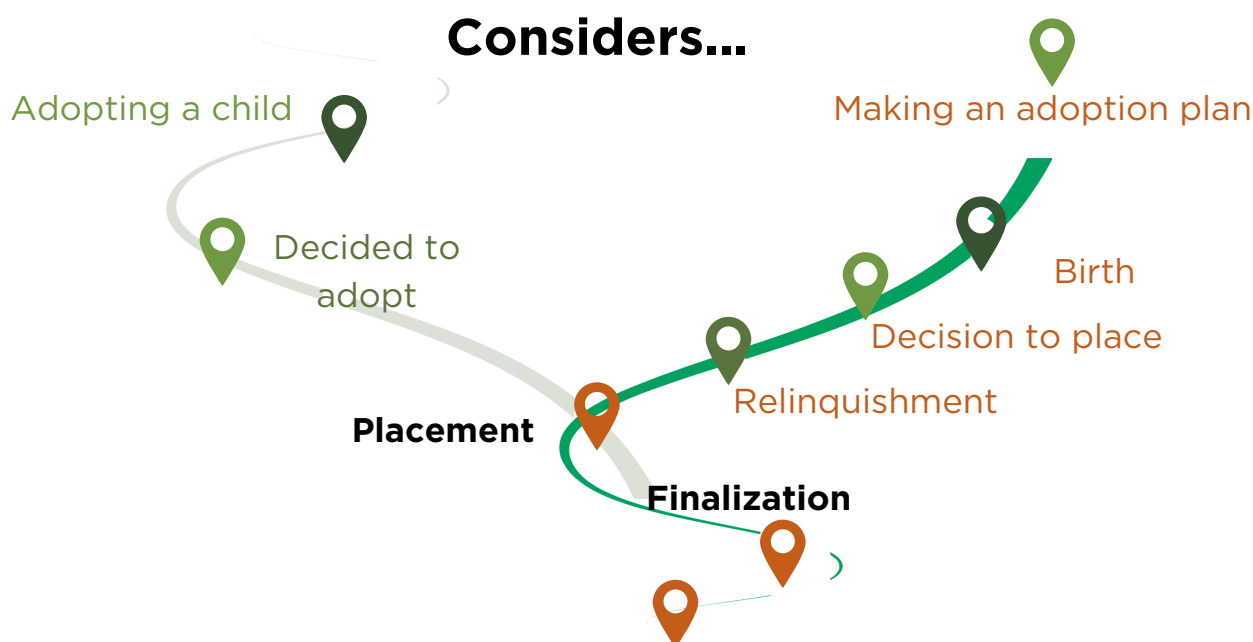 Considers...
Adopting a child
Making an adoption plan
Decided to
adopt
Birth
Decision to place
Relinquishment
Placement
Finalization